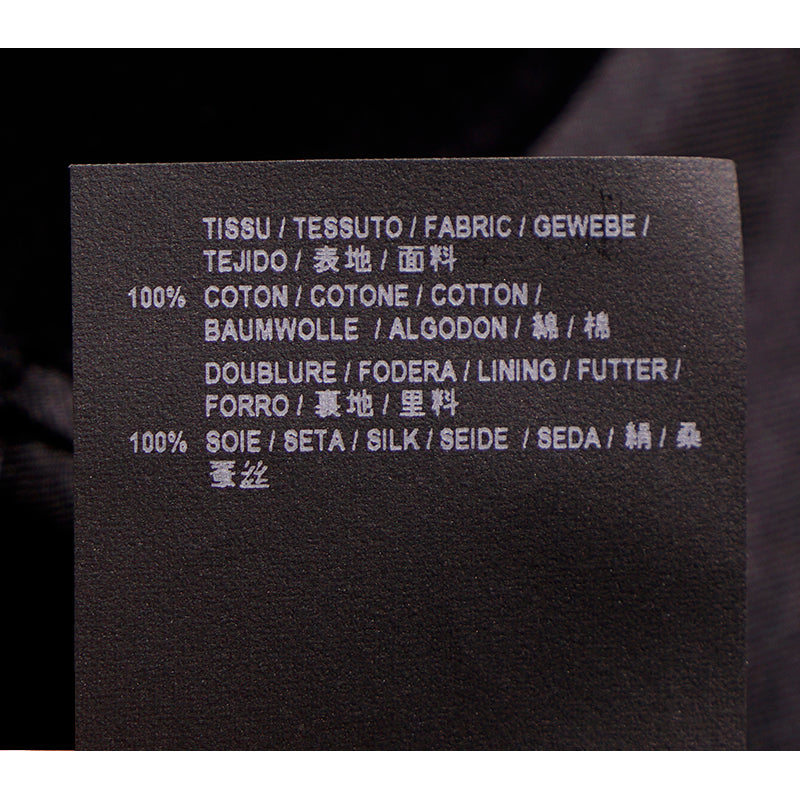 TISSU / TESSUTO / FABRIC / GEWEBE /
TEJIDO / 表地 / 面料
100% COTON / COTONE / COTTON /
BAUMWOLLE / ALGODON / 綿 / 棉
DOUBLURE / FODERA / LINING / FUTTER /
FORRO / 裏地 / 里料
100% SOIE / SETA / SILK / SEIDE / SEDA / 絹 / 桑
蚕丝